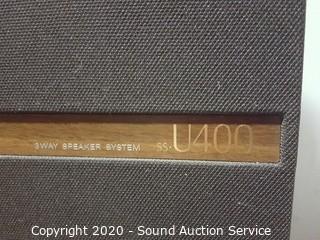 3WAY SPEAKER SYSTEM SS-U400
Copyright 2020 - Sound Auction Service